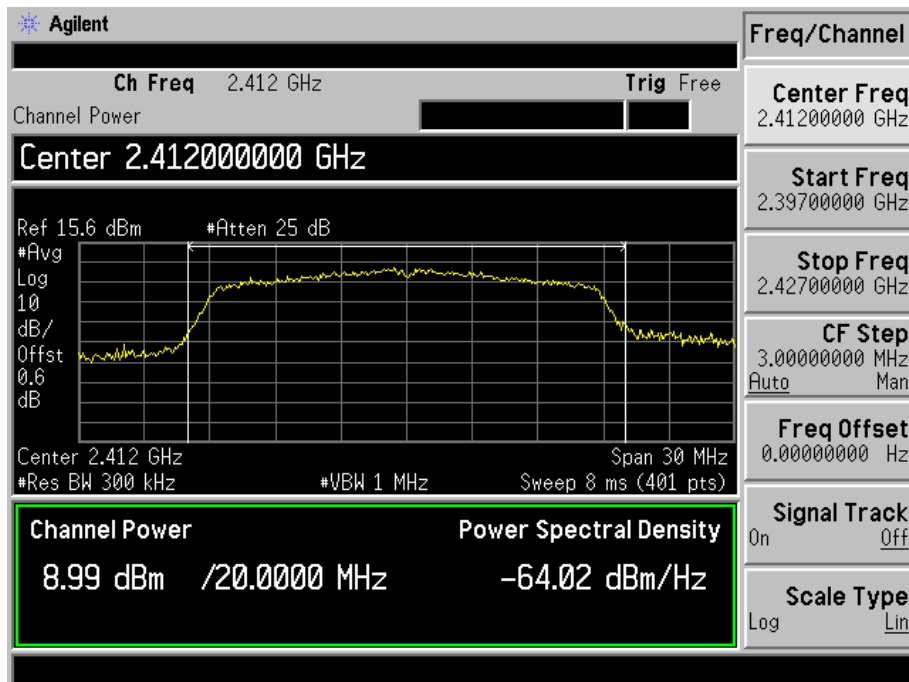 Agilent
Freq/Channel
Ch Freq 2.412 GHz Trig Free
Channel Power
Center 2.412000000 GHz
Ref 15.6 dBm #Atten 25 dB
#Avg
Log
10
dB/
Offst
0.6
dB
Center 2.412 GHz Span 30 MHz
#Res BW 300 kHz #VBW 1 MHz Sweep 8 ms (401 pts)
Channel Power Power Spectral Density
8.99 dBm /20.0000 MHz -64.02 dBm/Hz
Center Freq
2.41200000 GHz
Start Freq
2.39700000 GHz
Stop Freq
2.42700000 GHz
CF Step
3.00000000 MHz
Auto Man
Freq Offset
0.00000000 Hz
Signal Track
On Off
Scale Type
Log Lin